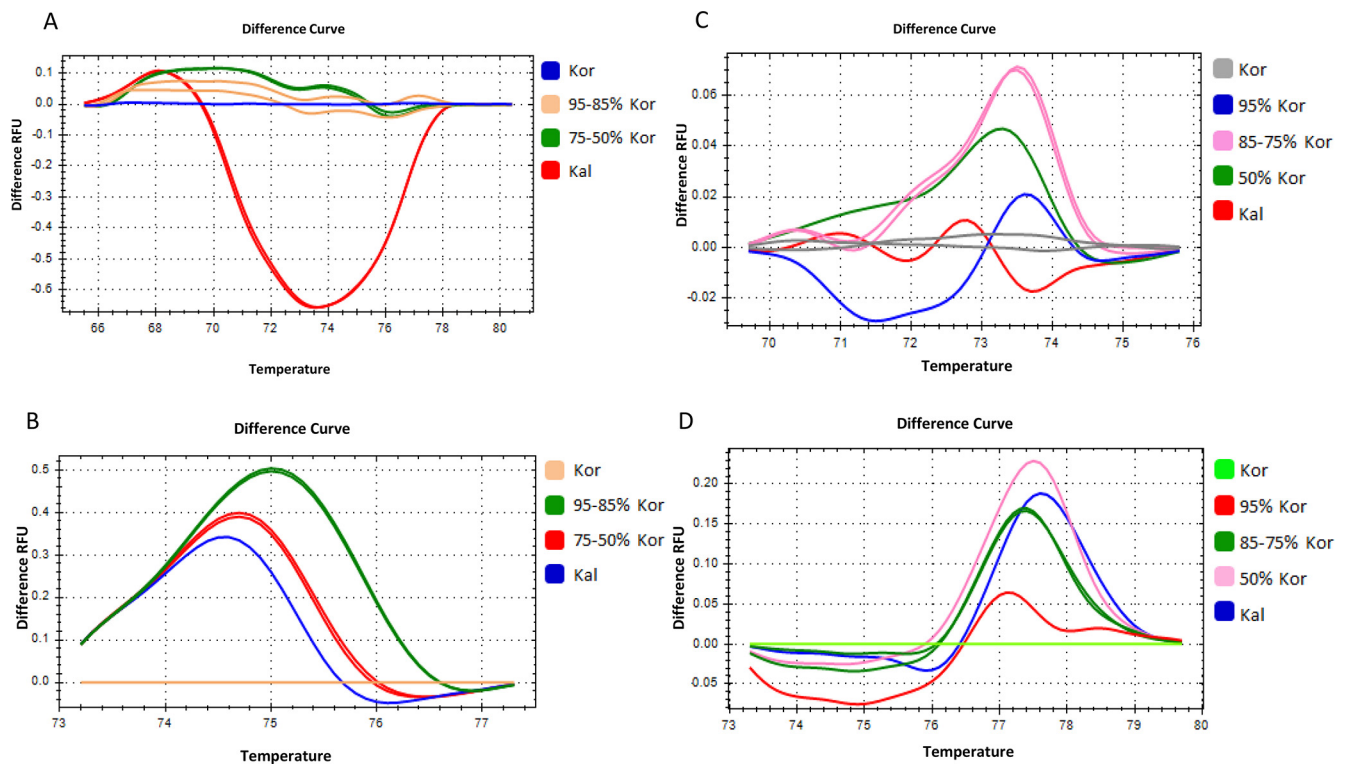 A
Difference Curve
Difference RFU
0.1
0.0
-0.1
-0.2
-0.3
-0.4
-0.5
-0.6
66 68 70 72 74 76 78 80
Temperature
Kor
95-85% Kor
75-50% Kor
Kal
B
Difference Curve
Difference RFU
0.5
0.4
0.3
0.2
0.1
0.0
73 74 75 76 77
Temperature
Kor
95-85% Kor
75-50% Kor
Kal
C
Difference Curve
Difference RFU
0.06
0.04
0.02
0.00
-0.02
70 71 72 73 74 75 76
Temperature
Kor
95% Kor
85-75% Kor
50% Kor
Kal
D
Difference Curve
Difference RFU
0.20
0.15
0.10
0.05
0.00
0.05
73 74 75 76 77 78 79 80
Temperature
Kor
95% Kor
85-75% Kor
50% Kor
Kal